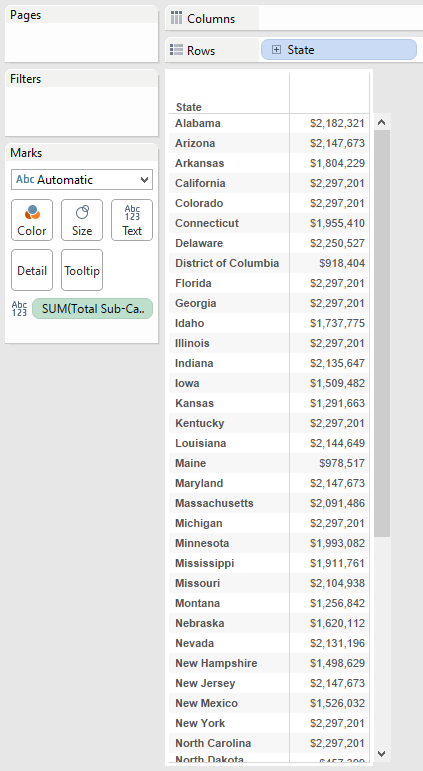 Pages
Columns
Rows
State
Filters
Marks
Abc Automatic
Color
Size
Abc
123
Text
Detail
Tooltip
Abc
123
SUM(Total Sub-Ca..
State
Alabama $2,182,321
Arizona $2,147,673
Arkansas $1,804,229
California $2,297,201
Colorado $2,297,201
Connecticut $1,955,410
Delaware $2,250,527
District of Columbia $918,404
Florida $2,297,201
Georgia $2,297,201
Idaho $1,737,775
Illinois $2,297,201
Indiana $2,135,647
Iowa $1,509,482
Kansas $1,291,663
Kentucky $2,297,201
Louisiana $2,144,649
Maine $978,517
Maryland $2,147,673
Massachusetts $2,091,486
Michigan $2,297,201
Minnesota $1,993,082
Mississippi $1,911,761
Missouri $2,104,938
Montana $1,256,842
Nebraska $1,620,112
Nevada $2,131,196
New Hampshire $1,498,629
New Jersey $2,147,673
New Mexico $1,526,032
New York $2,297,201
North Carolina $2,297,201
North Dakota